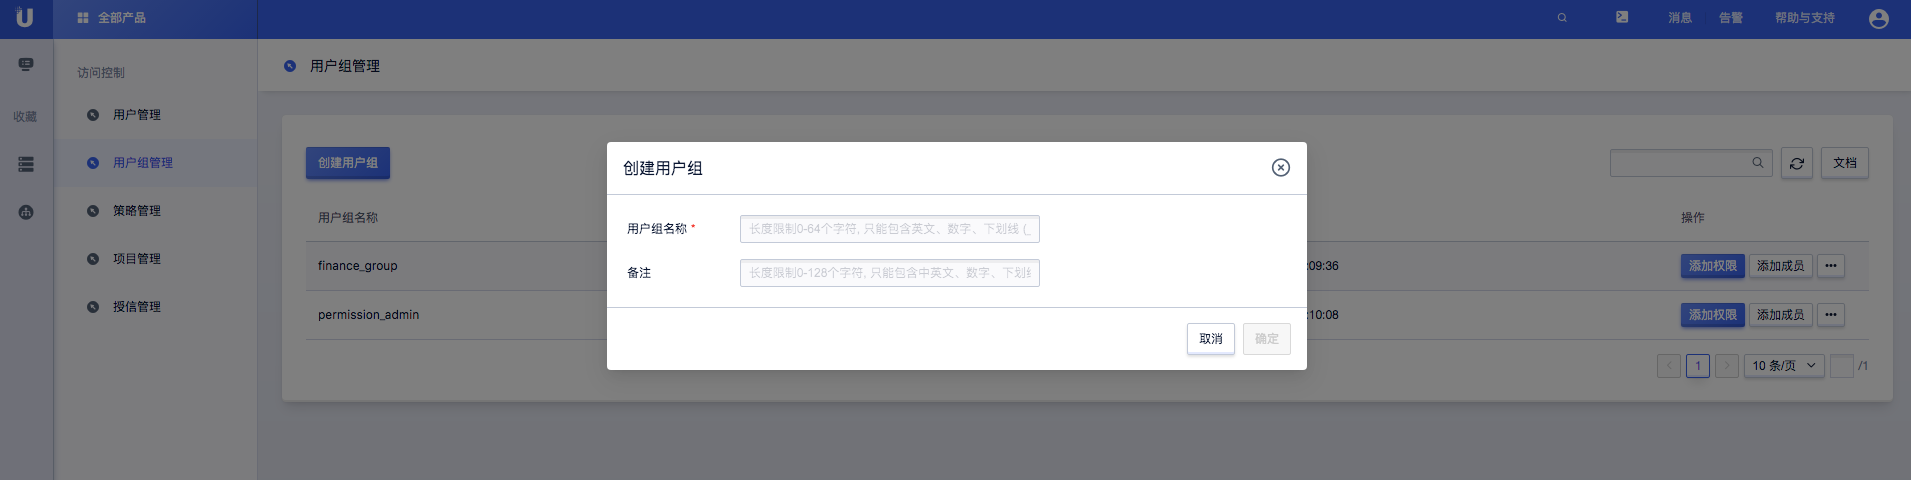 全部产品
消息
告警
帮助与支持
访问控制
收藏
用户管理
用户组管理
策略管理
项目管理
授信管理
用户组管理
创建用户组
文档
用户组名称
操作
finance_group
:09:36
添加权限
添加成员
permission_admin
:10:08
添加权限
添加成员
1
10 条/页
/1
创建用户组
用户组名称 *
长度限制0-64个字符, 只能包含英文、数字、下划线 (_
备注
长度限制0-128个字符, 只能包含中英文、数字、下划
取消
确定